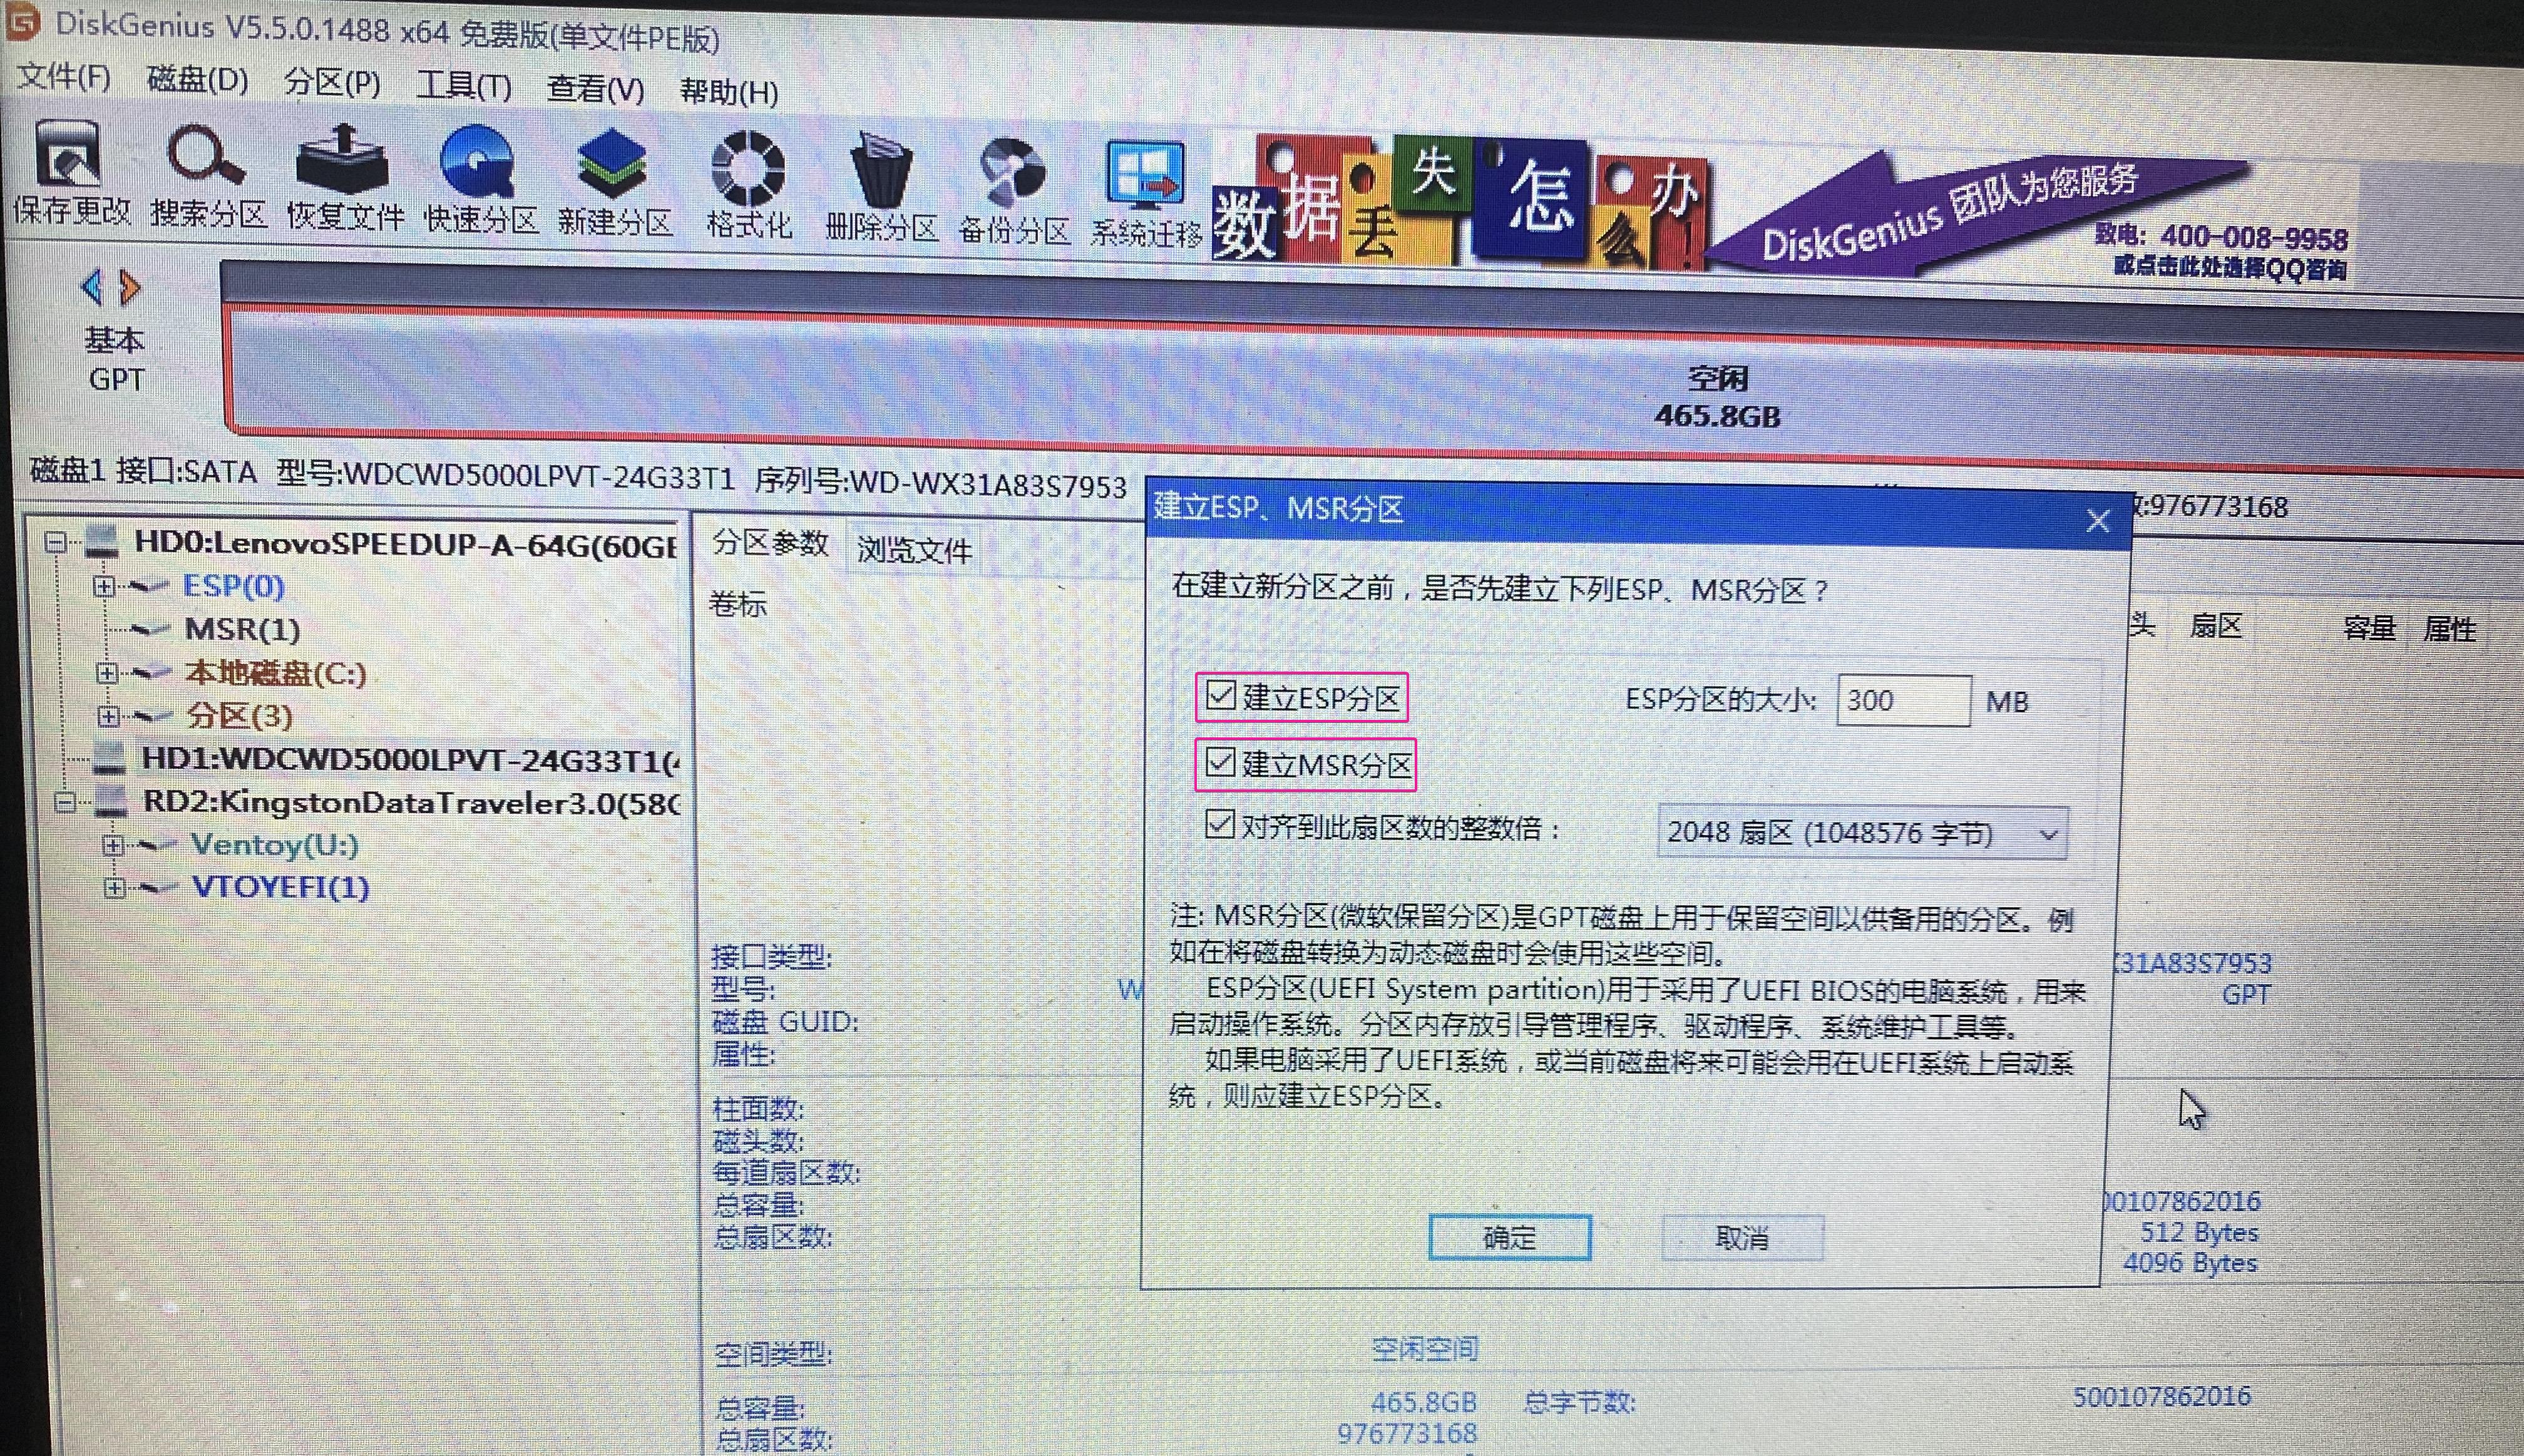 DiskGenius V5.5.0.1488 x64 免费版(单文件PE版)
文件(F) 磁盘(D) 分区(P) 工具(T) 查看(V) 帮助(H)
保存更改 搜索分区 恢复文件 快速分区 新建分区 格式化 删除分区 备份分区 系统迁移
数据丢失怎么办!
DiskGenius 团队为您服务
致电: 400-008-9958
或点击此处选择QQ咨询
基本
GPT
空闲
465.8GB
磁盘1 接口:SATA 型号:WDCWD5000LPVT-24G33T1 序列号:WD-WX31A83S7953
:976773168
HD0:LenovoSPEEDUP-A-64G(60GB
ESP(0)
MSR(1)
本地磁盘(C:)
分区(3)
HD1:WDCWD5000LPVT-24G33T1(4
RD2:KingstonDataTraveler3.0(58G
Ventoy(U:)
VTOYEFI(1)
分区参数 浏览文件
卷标
头 扇区 容量 属性
建立ESP、MSR分区
在建立新分区之前，是否先建立下列ESP、MSR分区？
建立ESP分区 ESP分区的大小: 300 MB
建立MSR分区
对齐到此扇区数的整数倍： 2048 扇区 (1048576 字节)
注: MSR分区(微软保留分区)是GPT磁盘上用于保留空间以供备用的分区。例
如在将磁盘转换为动态磁盘时会使用这些空间。
ESP分区(UEFI System partition)用于采用了UEFI BIOS的电脑系统，用来
启动操作系统。分区内存放引导管理程序、驱动程序、系统维护工具等。
如果电脑采用了UEFI系统，或当前磁盘将来可能会用在UEFI系统上启动系
统，则应建立ESP分区。
确定 取消
接口类型:
型号: W
X31A83S7953
磁盘 GUID:
GPT
属性:
柱面数:
磁头数:
每道扇区数:
总容量: 00107862016
总扇区数: 512 Bytes
4096 Bytes
空间类型: 空闲空间
总容量: 465.8GB 总字节数: 500107862016
总扇区数: 976773168